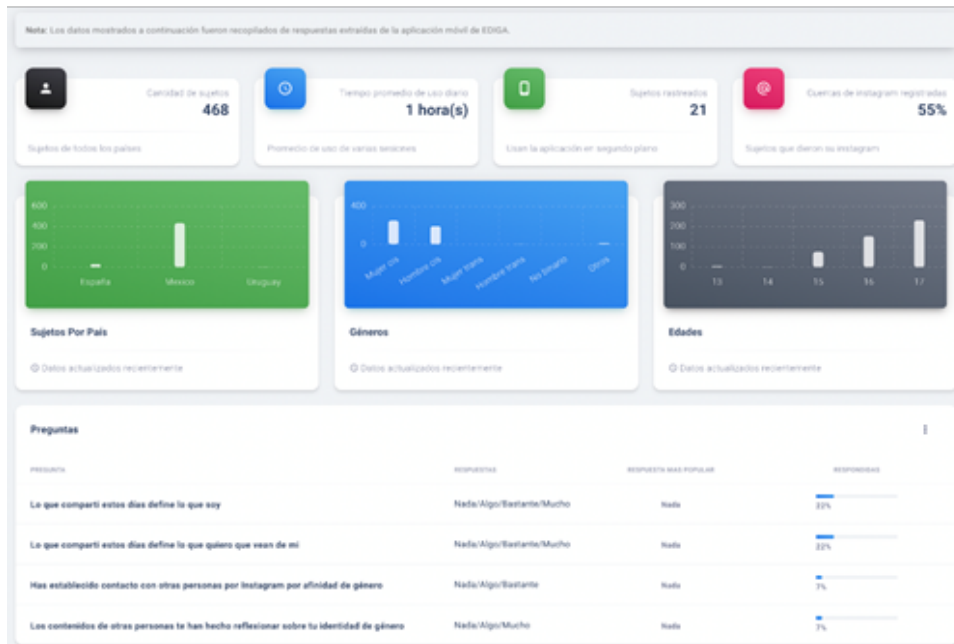 Nota: Los datos mostrados a continuación fueron recopilados de respuestas extraídas de la aplicación móvil de EDIGA.
Cantidad de sujetos
468
Sujetos de todos los países
Tiempo promedio de uso diario
1 hora(s)
Promedio de uso de varias sesiones
Sujetos rastreados
21
Usan la aplicación en segundo plano
Cuentas de instagram registradas
55%
Sujetos que dieron su instagram
600
400
200
0
España Mexico Uruguay
Sujetos Por País
Datos actualizados recientemente
400
0
Mujer cis Hombre cis Mujer trans Hombre trans No binario Otros
Géneros
Datos actualizados recientemente
300
200
100
0
13 14 15 16 17
Edades
Datos actualizados recientemente
Preguntas
PREGUNTA RESPUESTAS RESPUESTA MAS POPULAR RESPONDIDAS
Lo que compartí estos días define lo que soy Nada/Algo/Bastante/Mucho Nada 22%
Lo que compartí estos días define lo que quiero que vean de mi Nada/Algo/Bastante/Mucho Nada 22%
Has establecido contacto con otras personas por Instagram por afinidad de género Nada/Algo/Bastante Nada 7%
Los contenidos de otras personas te han hecho reflexionar sobre tu identidad de género Nada/Algo/Mucho Nada 7%